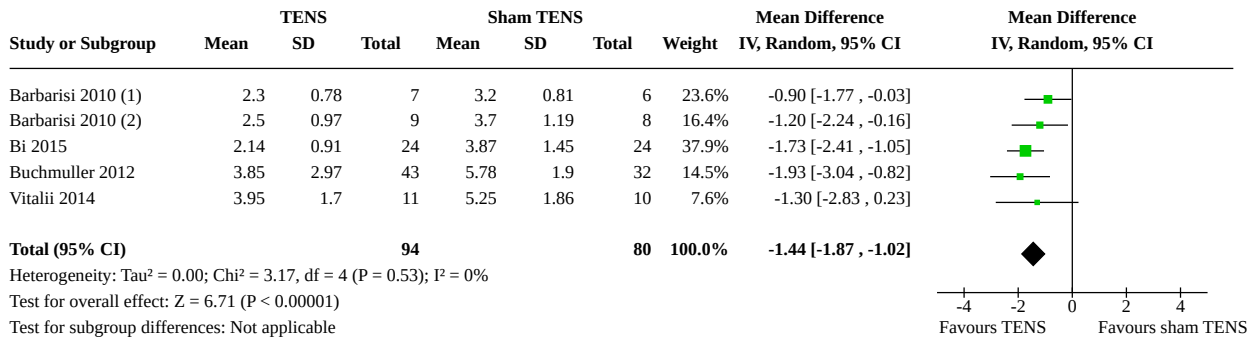 TENS Sham TENS Mean Difference Mean Difference
Study or Subgroup Mean SD Total Mean SD Total Weight IV, Random, 95% CI IV, Random, 95% CI
Barbarisi 2010 (1) 2.3 0.78 7 3.2 0.81 6 23.6% -0.90 [-1.77 , -0.03]
Barbarisi 2010 (2) 2.5 0.97 9 3.7 1.19 8 16.4% -1.20 [-2.24 , -0.16]
Bi 2015 2.14 0.91 24 3.87 1.45 24 37.9% -1.73 [-2.41 , -1.05]
Buchmuller 2012 3.85 2.97 43 5.78 1.9 32 14.5% -1.93 [-3.04 , -0.82]
Vitalii 2014 3.95 1.7 11 5.25 1.86 10 7.6% -1.30 [-2.83 , 0.23]
Total (95% CI) 94 80 100.0% -1.44 [-1.87 , -1.02]
Heterogeneity: Tau² = 0.00; Chi² = 3.17, df = 4 (P = 0.53); I² = 0%
Test for overall effect: Z = 6.71 (P < 0.00001)
-4 -2 0 2 4
Test for subgroup differences: Not applicable
Favours TENS Favours sham TENS